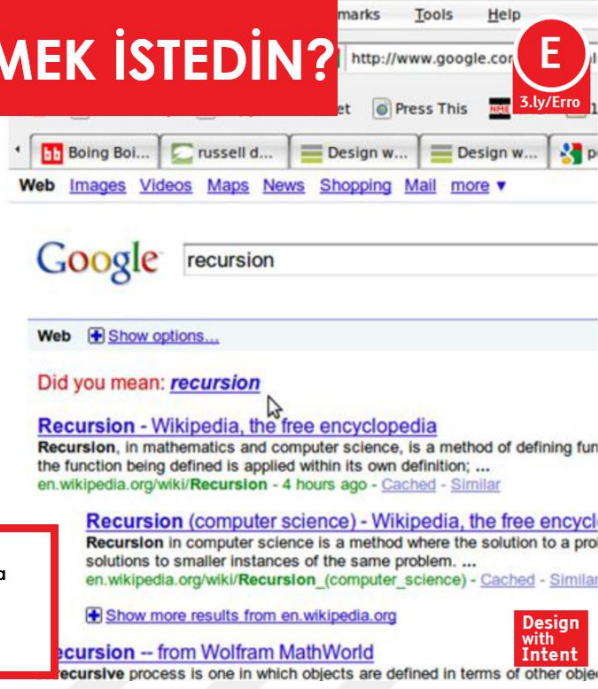 marks Tools Help
MEK İSTEDİN?
http://www.google.com
E
3.ly/Erro
et Press This NME
bb Boing Boi... russell d... Design w... Design w...
Web Images Videos Maps News Shopping Mail more ▼
Google recursion
Web + Show options...
Did you mean: recursion
Recursion - Wikipedia, the free encyclopedia
Recursion, in mathematics and computer science, is a method of defining fun
the function being defined is applied within its own definition; ...
en.wikipedia.org/wiki/Recursion - 4 hours ago - Cached - Similar
Recursion (computer science) - Wikipedia, the free encycl
Recursion in computer science is a method where the solution to a pro
solutions to smaller instances of the same problem. ...
en.wikipedia.org/wiki/Recursion_(computer_science) - Cached - Similar
a
+ Show more results from en.wikipedia.org
ecursion -- from Wolfram MathWorld
recursive process is one in which objects are defined in terms of other obje
Design
with
Intent